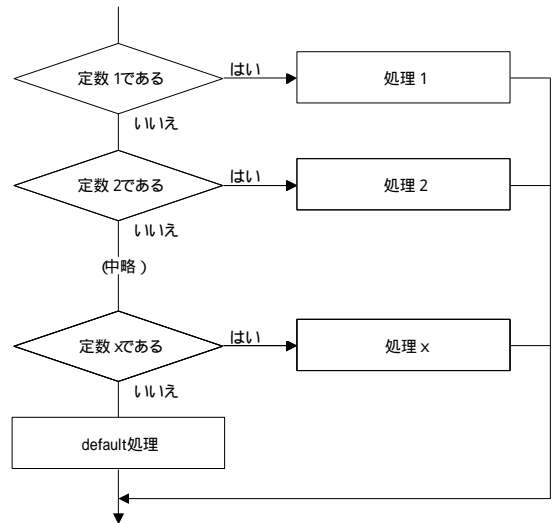 定数 1である
はい
処理 1
いいえ
定数 2である
はい
処理 2
いいえ
(中略 )
定数 xである
はい
処理 x
いいえ
default処理